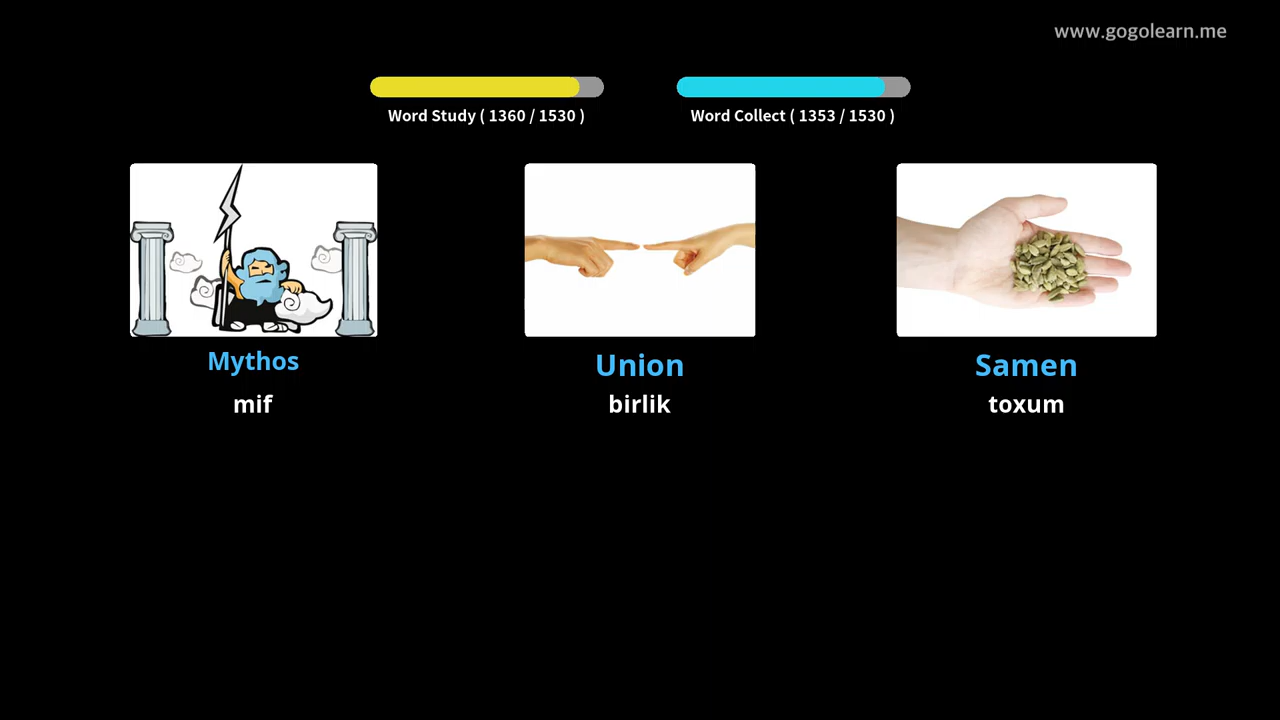 www.gogolearn.me
Word Study ( 1360 / 1530 )
Word Collect ( 1353 / 1530 )
Mythos
Union
Samen
mif
birlik
toxum